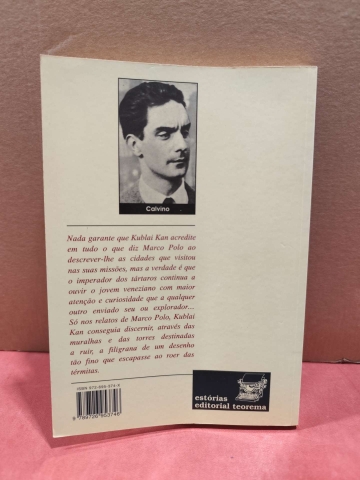 Calvino
Nada garante que Kublai Kan acredite
em tudo o que diz Marco Polo ao
descrever-lhe as cidades que visitou
nas suas missões, mas a verdade é que
o imperador dos tártaros continua a
ouvir o jovem veneziano com maior
atenção e curiosidade que a qualquer
outro enviado seu ou explorador...
Só nos relatos de Marco Polo, Kublai
Kan conseguia discernir, através das
muralhas e das torres destinadas
a ruir, a filigrana de um desenho
tão fino que escapasse ao roer das
térmitas.
estórias
editorial teorema